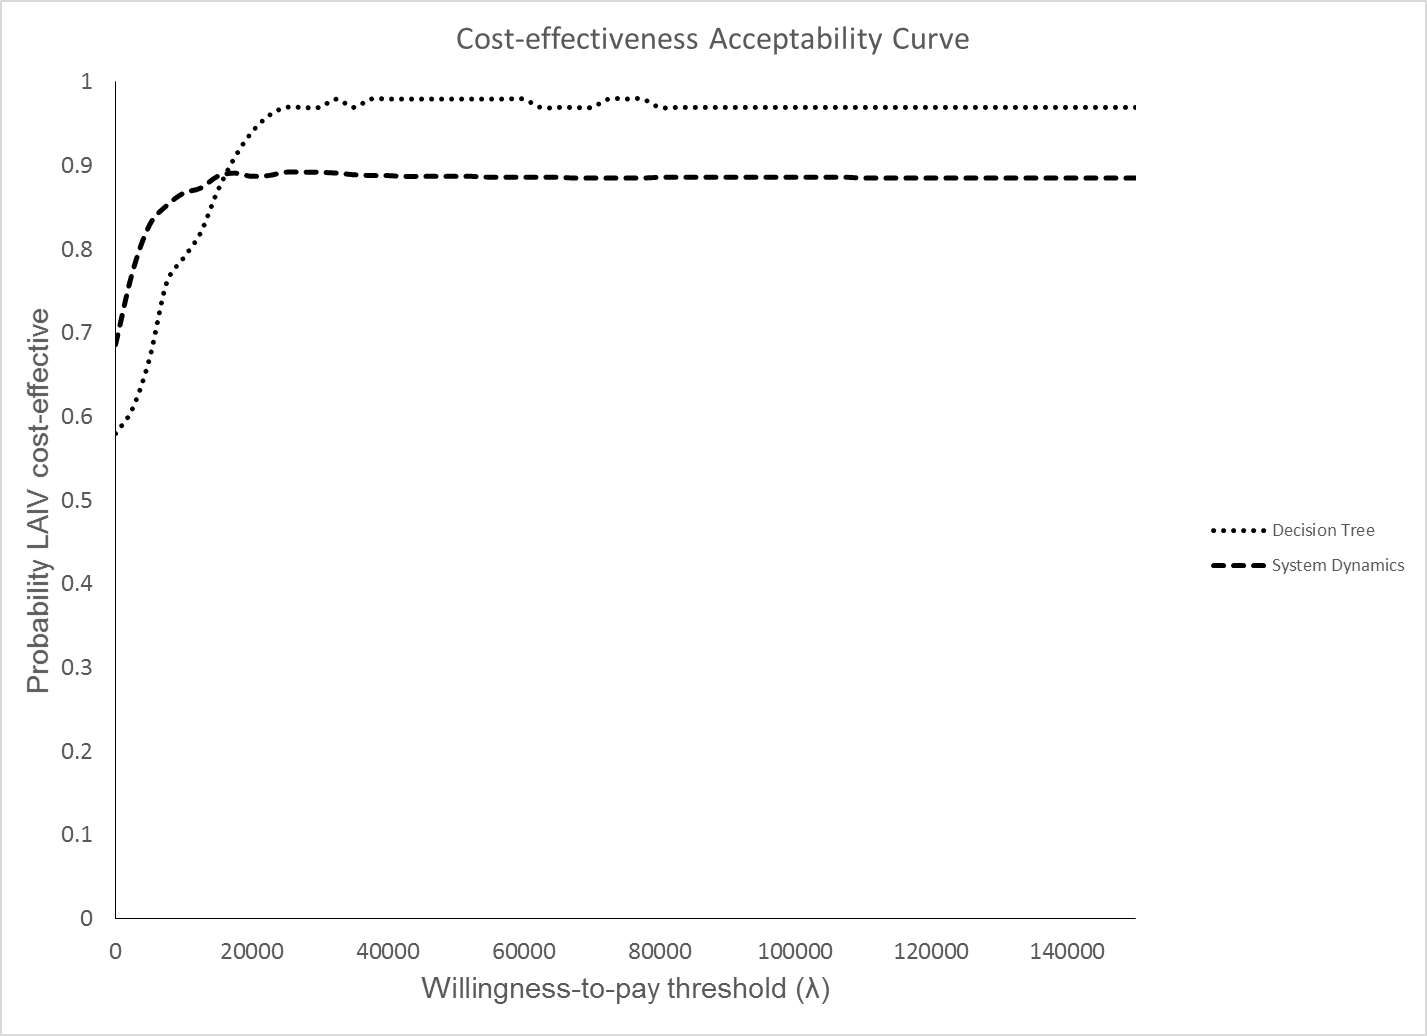 Cost-effectiveness Acceptability Curve
1
0.9
0.8
0.7
0.6
0.5
0.4
0.3
0.2
0.1
0
Probability LAIV cost-effective
0 20000 40000 60000 80000 100000 120000 140000
Willingness-to-pay threshold (λ)
Decision Tree
System Dynamics